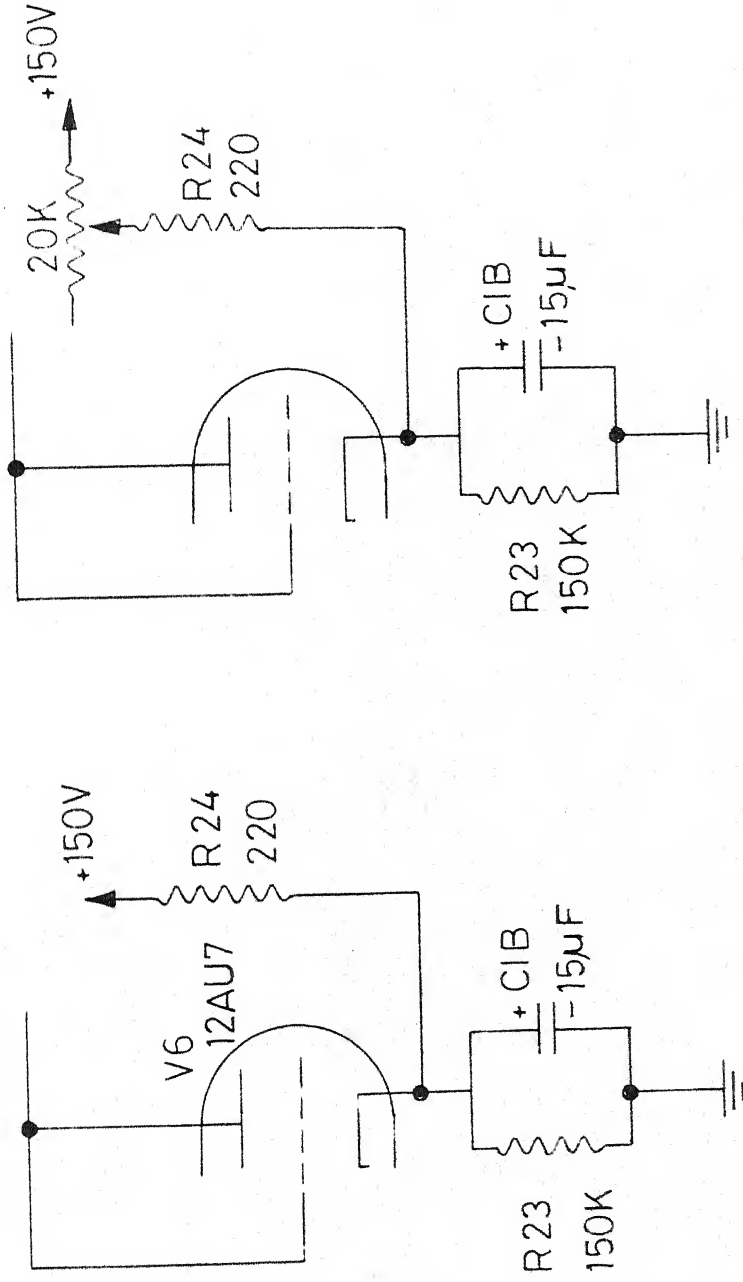 +150V
V6
12AU7
R24
220
R23
150K
+ C1B
- 15µF
20K
+150V
R24
220
R23
150K
+ C1B
- 15µF